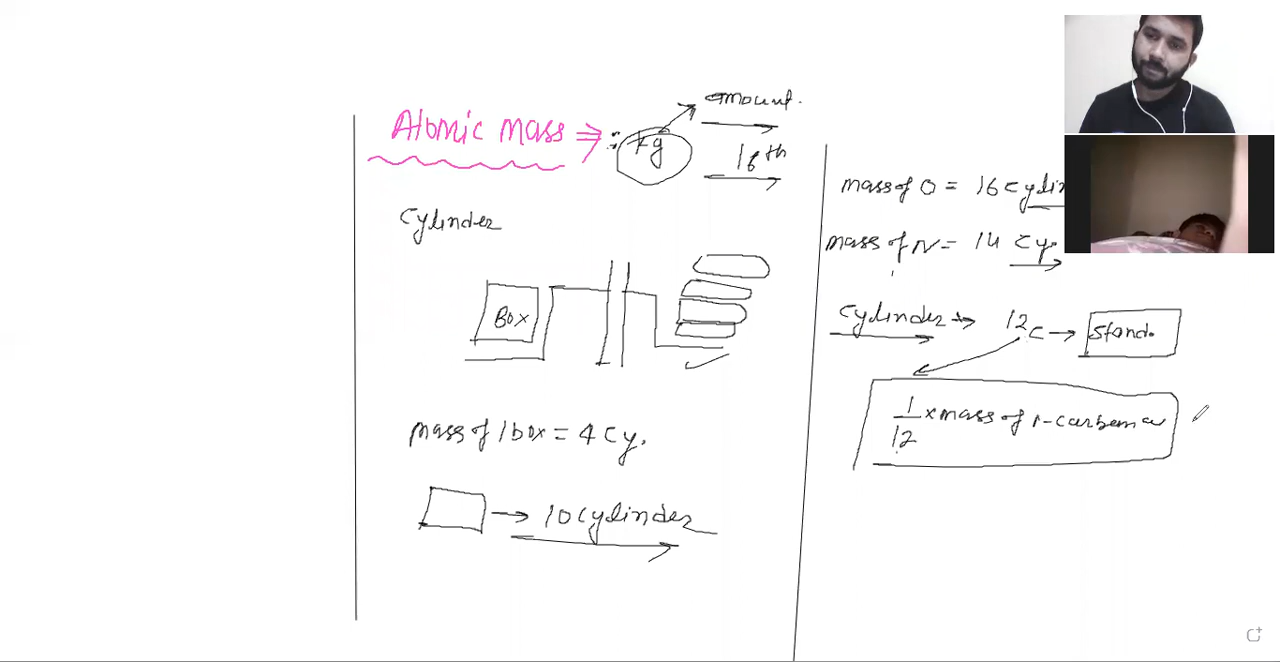 Atomic mass ⇒ : kg
amount.
16th
Cylinder
Box
mass of 1 box = 4 Cy.
→ 10 cylinder
mass of O = 16 Cylin
mass of N = 14 Cy.
Cylinder → 12C → Stand.
1/12 × mass of 1-carbon